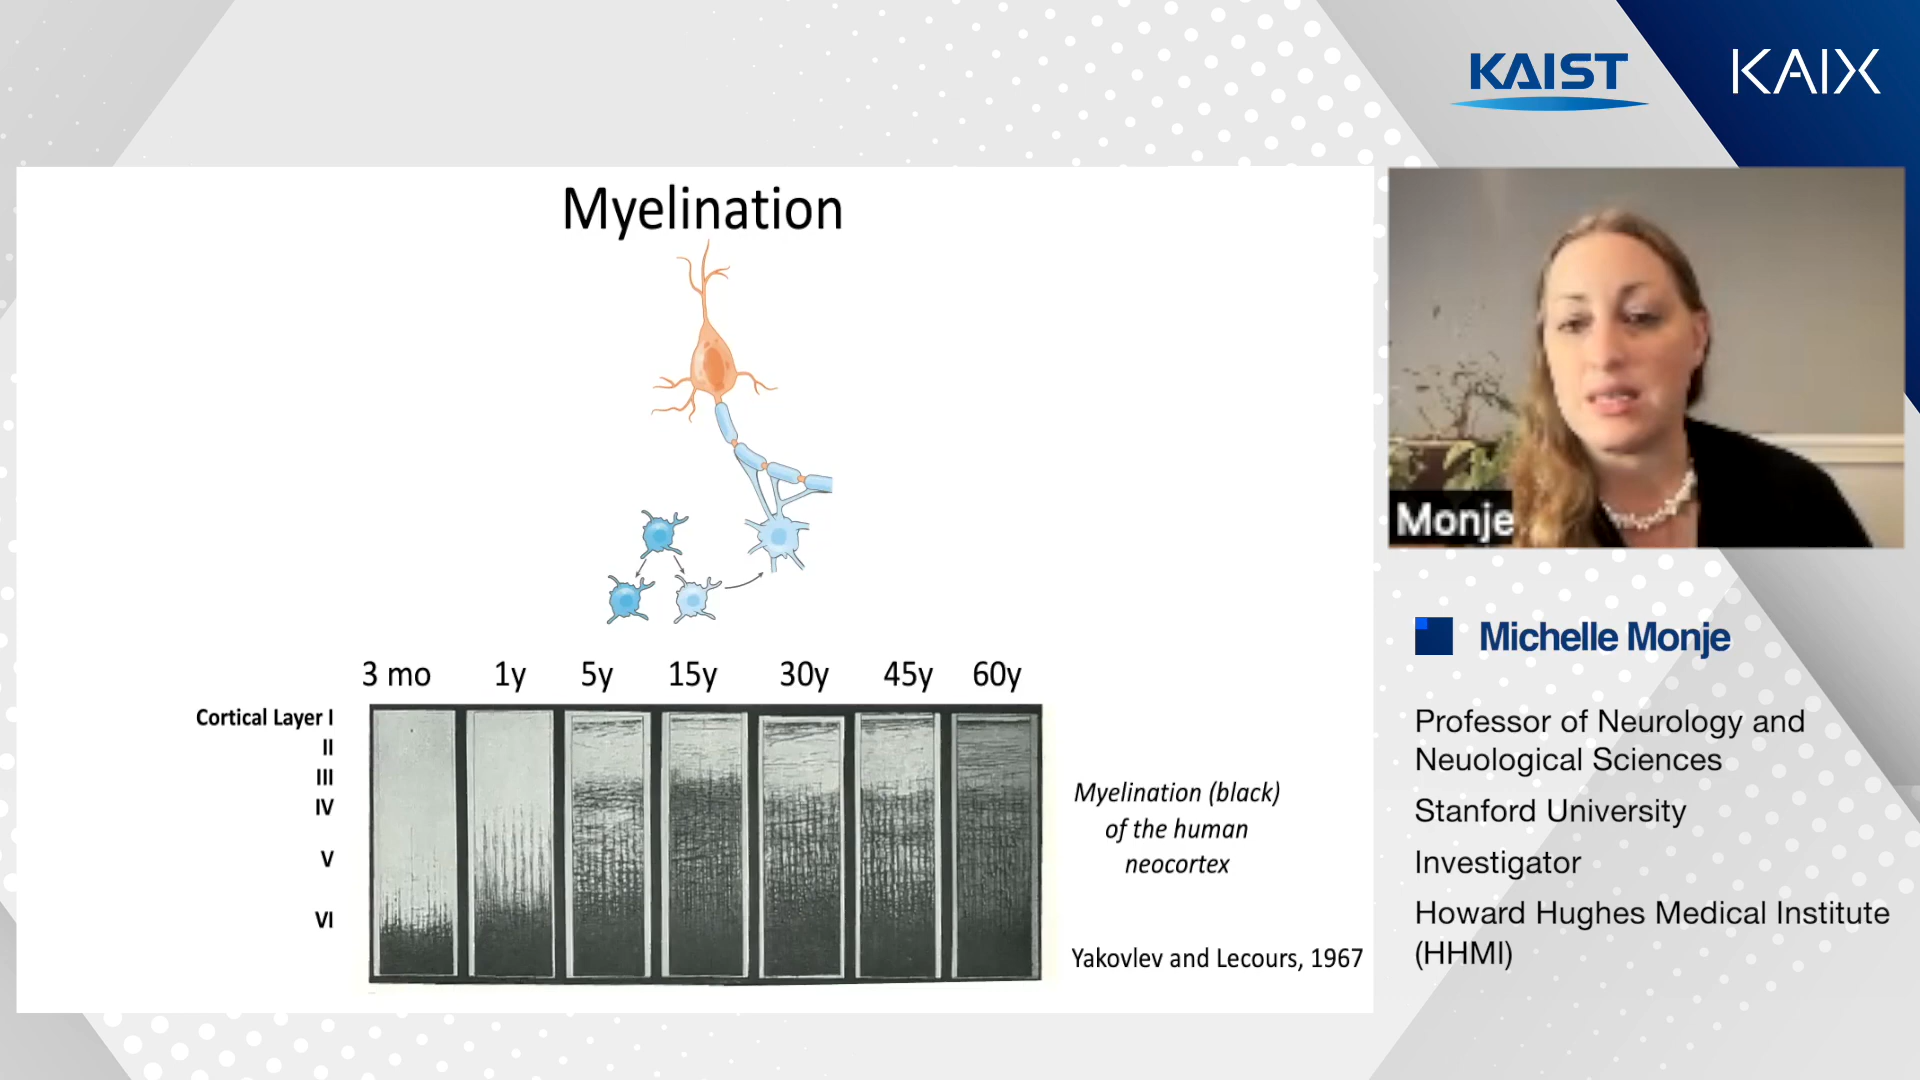 KAIST
KAIX
Myelination
3 mo 1y 5y 15y 30y 45y 60y
Cortical Layer I
II
III
IV
V
VI
Myelination (black)
of the human
neocortex
Yakovlev and Lecours, 1967
Monje
Michelle Monje
Professor of Neurology and
Neuological Sciences
Stanford University
Investigator
Howard Hughes Medical Institute
(HHMI)